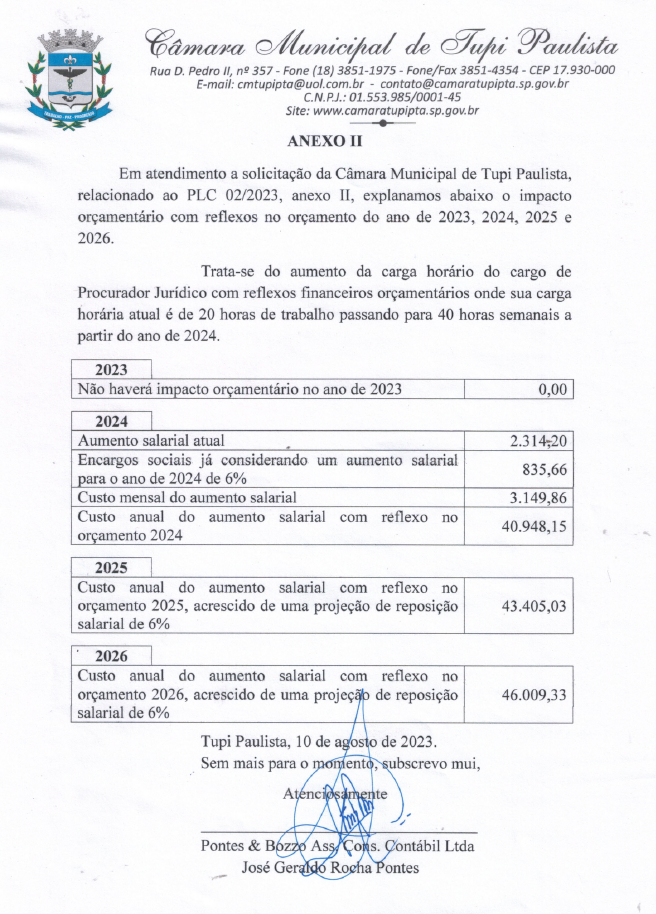 Câmara Municipal de Tupi Paulista
Rua D. Pedro II, nº 357 - Fone (18) 3851-1975 - Fone/Fax 3851-4354 - CEP 17.930-000
E-mail: cmtupipta@uol.com.br - contato@camaratupipta.sp.gov.br
C.N.P.J.: 01.553.985/0001-45
Site: www.camaratupipta.sp.gov.br
ANEXO II
Em atendimento a solicitação da Câmara Municipal de Tupi Paulista,
relacionado ao PLC 02/2023, anexo II, explanamos abaixo o impacto
orçamentário com reflexos no orçamento do ano de 2023, 2024, 2025 e
2026.
Trata-se do aumento da carga horário do cargo de
Procurador Jurídico com reflexos financeiros orçamentários onde sua carga
horária atual é de 20 horas de trabalho passando para 40 horas semanais a
partir do ano de 2024.
2023
Não haverá impacto orçamentário no ano de 2023 0,00
2024
Aumento salarial atual 2.314,20
Encargos sociais já considerando um aumento salarial
para o ano de 2024 de 6% 835,66
Custo mensal do aumento salarial 3.149,86
Custo anual do aumento salarial com reflexo no
orçamento 2024 40.948,15
2025
Custo anual do aumento salarial com reflexo no
orçamento 2025, acrescido de uma projeção de reposição 43.405,03
salarial de 6%
2026
Custo anual do aumento salarial com reflexo no
orçamento 2026, acrescido de uma projeção de reposição 46.009,33
salarial de 6%
Tupi Paulista, 10 de agosto de 2023.
Sem mais para o momento, subscrevo mui,
Atenciosamente
Pontes & Bozzo Ass. Cons. Contábil Ltda
José Geraldo Rocha Pontes